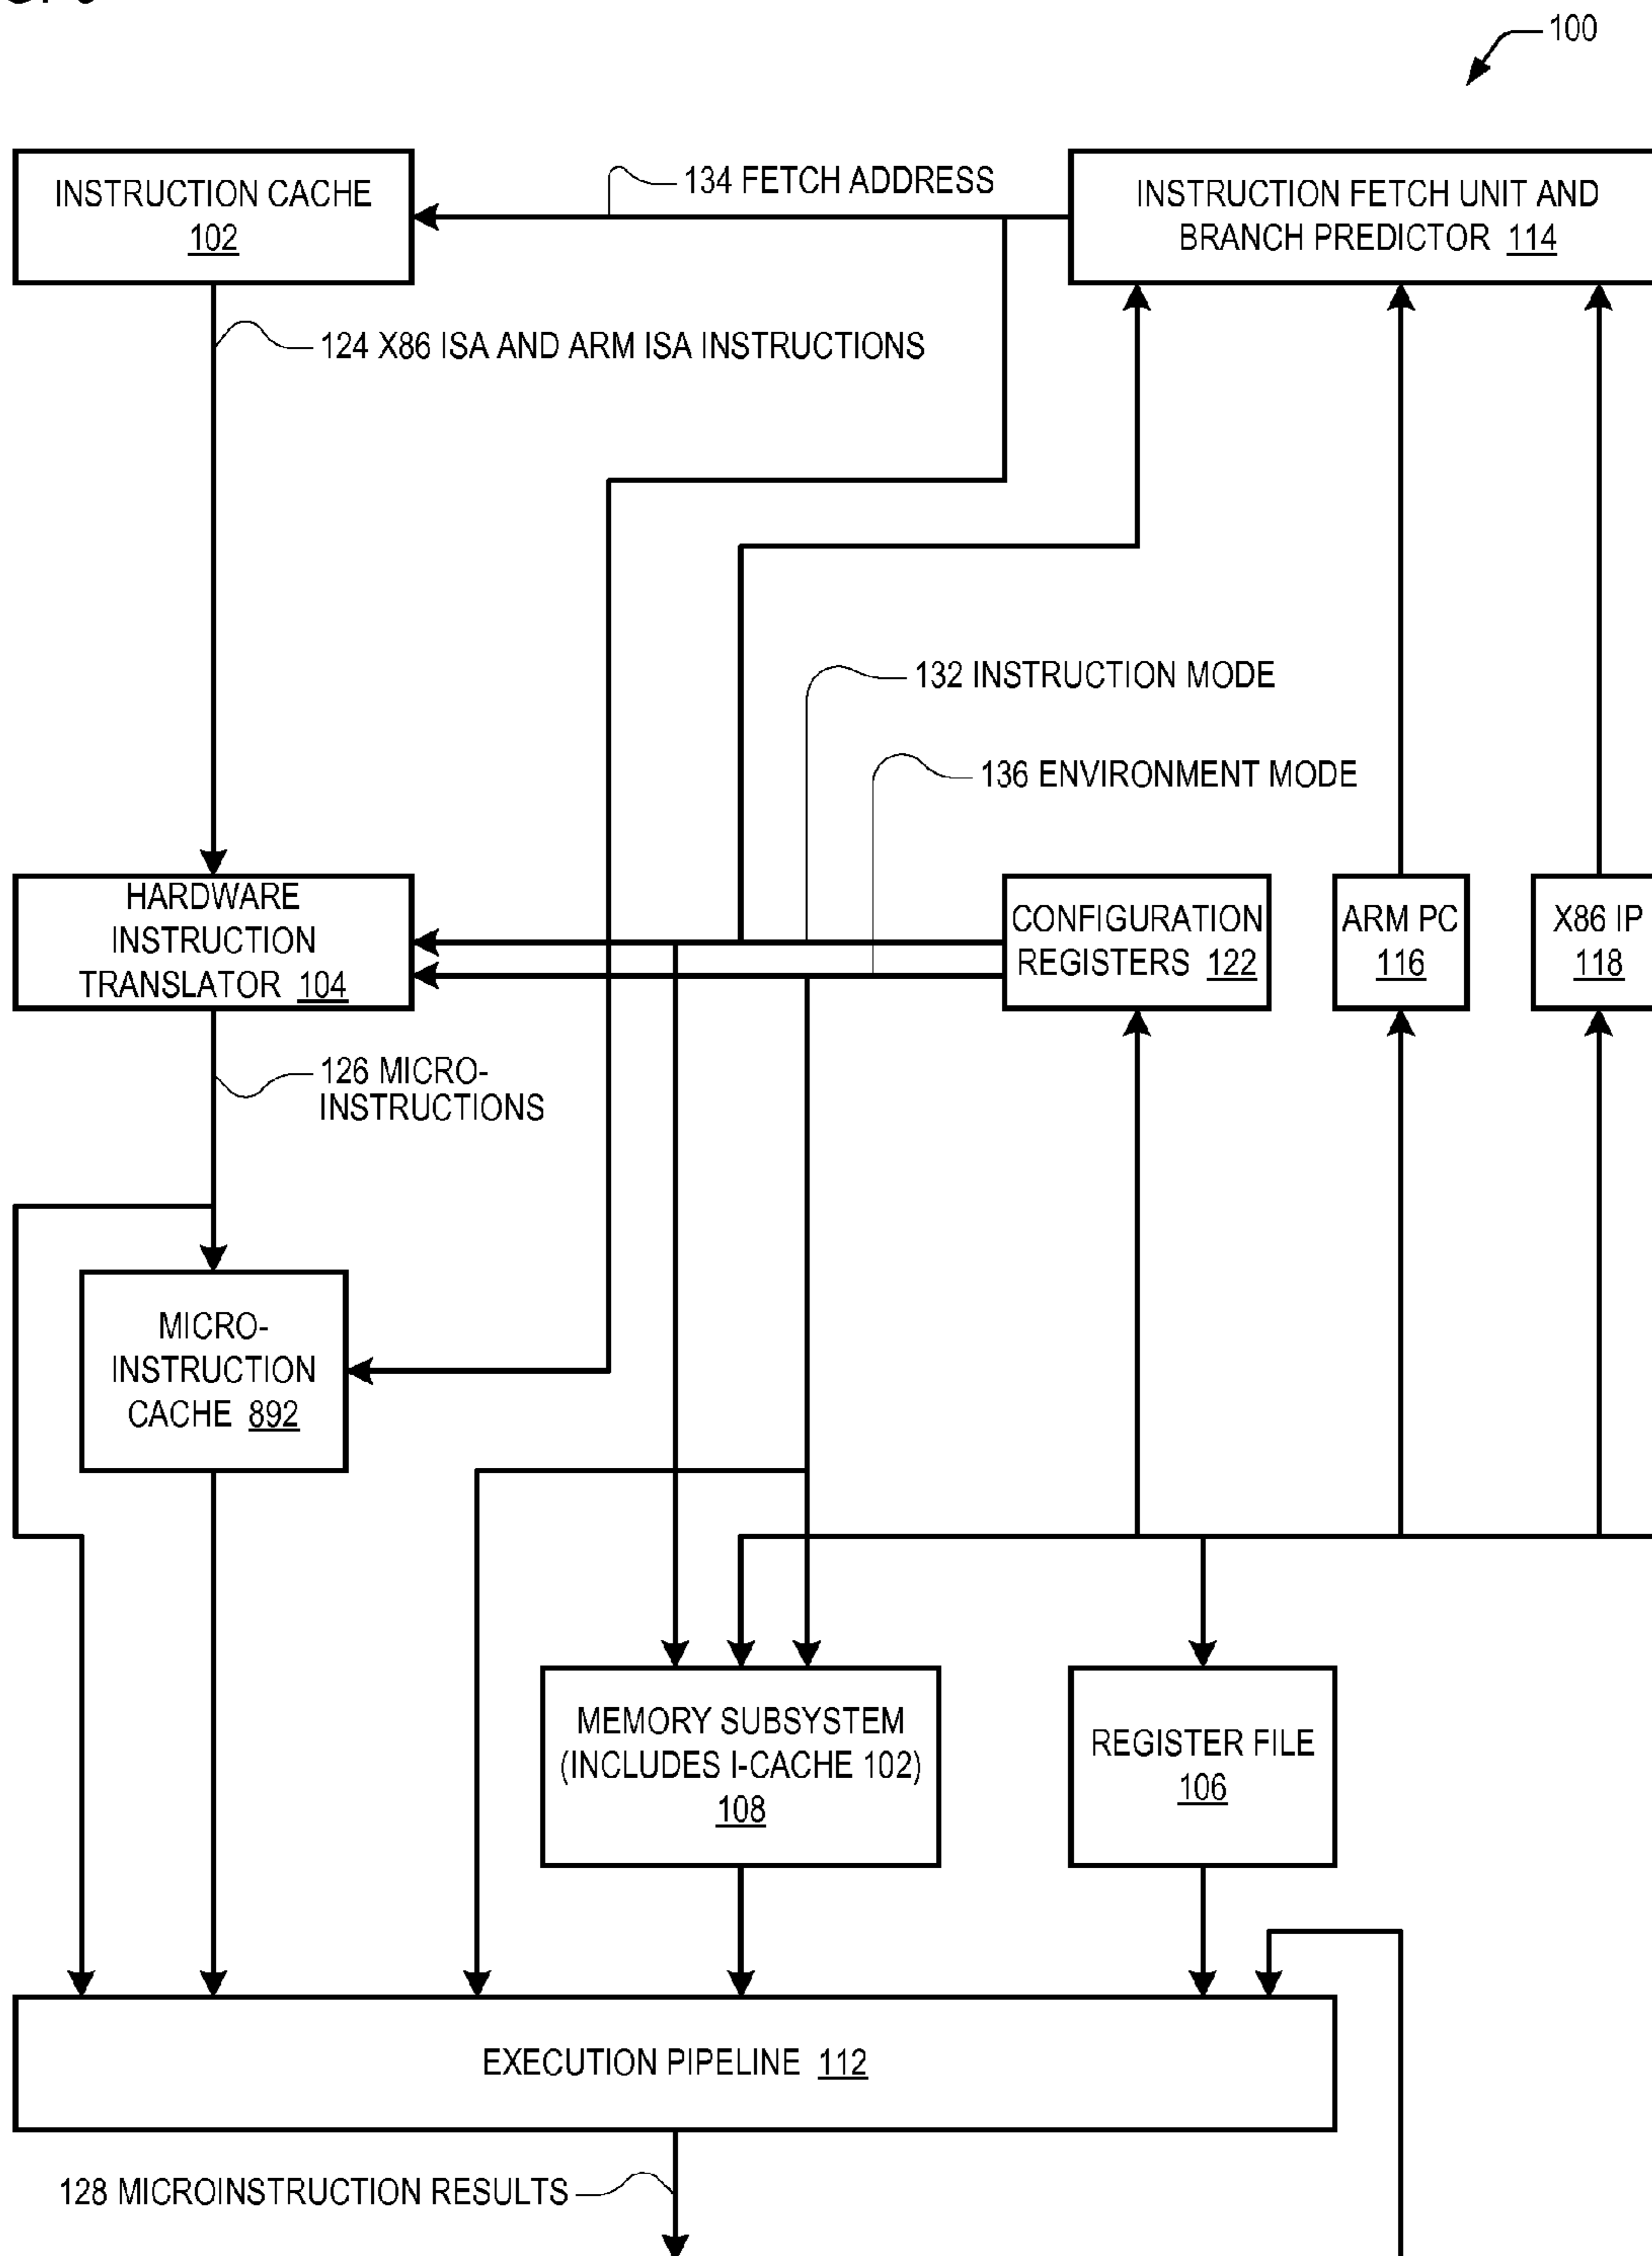 100
134 FETCH ADDRESS
INSTRUCTION CACHE
102
INSTRUCTION FETCH UNIT AND
BRANCH PREDICTOR 114
124 X86 ISA AND ARM ISA INSTRUCTIONS
132 INSTRUCTION MODE
136 ENVIRONMENT MODE
HARDWARE
INSTRUCTION
TRANSLATOR 104
CONFIGURATION
REGISTERS 122
ARM PC
116
X86 IP
118
126 MICRO-
INSTRUCTIONS
MICRO-
INSTRUCTION
CACHE 892
MEMORY SUBSYSTEM
(INCLUDES I-CACHE 102)
108
REGISTER FILE
106
EXECUTION PIPELINE 112
128 MICROINSTRUCTION RESULTS